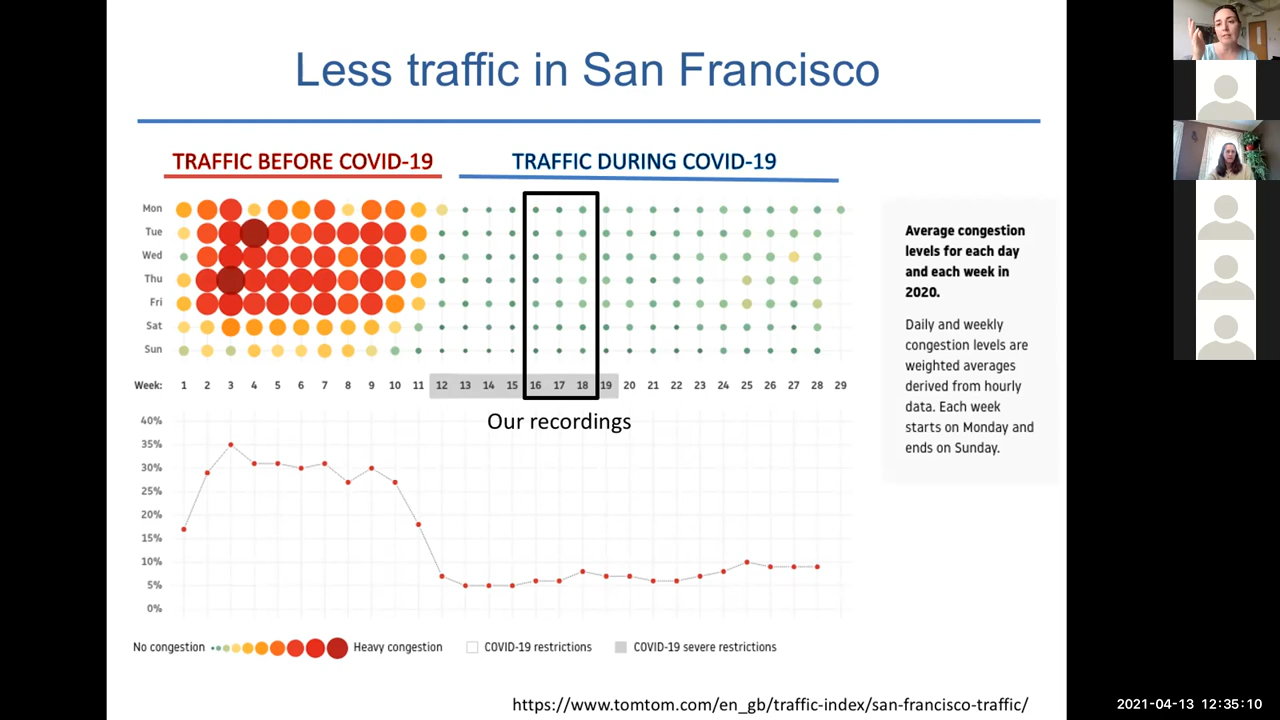 Less traffic in San Francisco
TRAFFIC BEFORE COVID-19
TRAFFIC DURING COVID-19
Mon
Tue
Wed
Thu
Fri
Sat
Sun
Week: 1 2 3 4 5 6 7 8 9 10 11 12 13 14 15 16 17 18 19 20 21 22 23 24 25 26 27 28 29
Our recordings
40%
35%
30%
25%
20%
15%
10%
5%
0%
No congestion
Heavy congestion
COVID-19 restrictions
COVID-19 severe restrictions
Average congestion
levels for each day
and each week in
2020.
Daily and weekly
congestion levels are
weighted averages
derived from hourly
data. Each week
starts on Monday and
ends on Sunday.
https://www.tomtom.com/en_gb/traffic-index/san-francisco-traffic/
2021-04-13 12:35:10